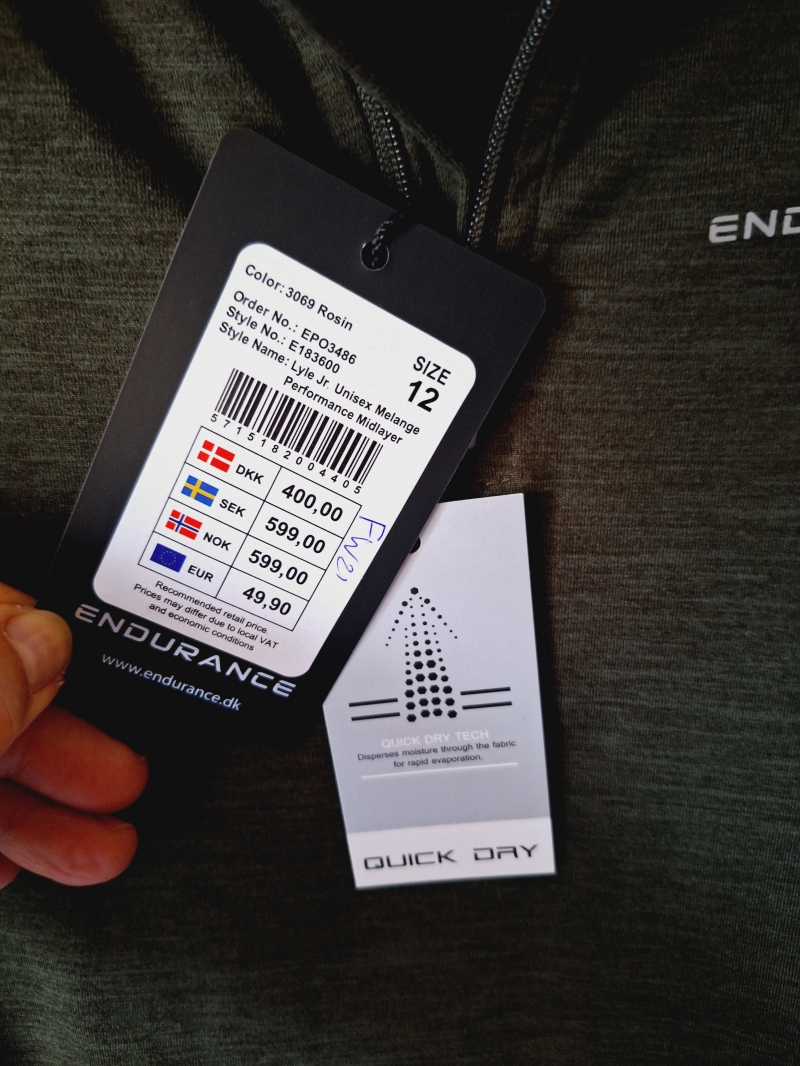 END
Color: 3069 Rosin
Order No.: EPO3486
Style No.: E183600
Style Name: Lyle Jr. Unisex Melange
Performance Midlayer
SIZE
12
5715182004405
DKK 400,00
SEK 599,00
NOK 599,00
EUR 49,90
FW21
Recommended retail price.
Prices may differ due to local VAT
and economic conditions
ENDURANCE
www.endurance.dk
QUICK DRY TECH
Disperses moisture through the fabric
for rapid evaporation.
QUICK DRY